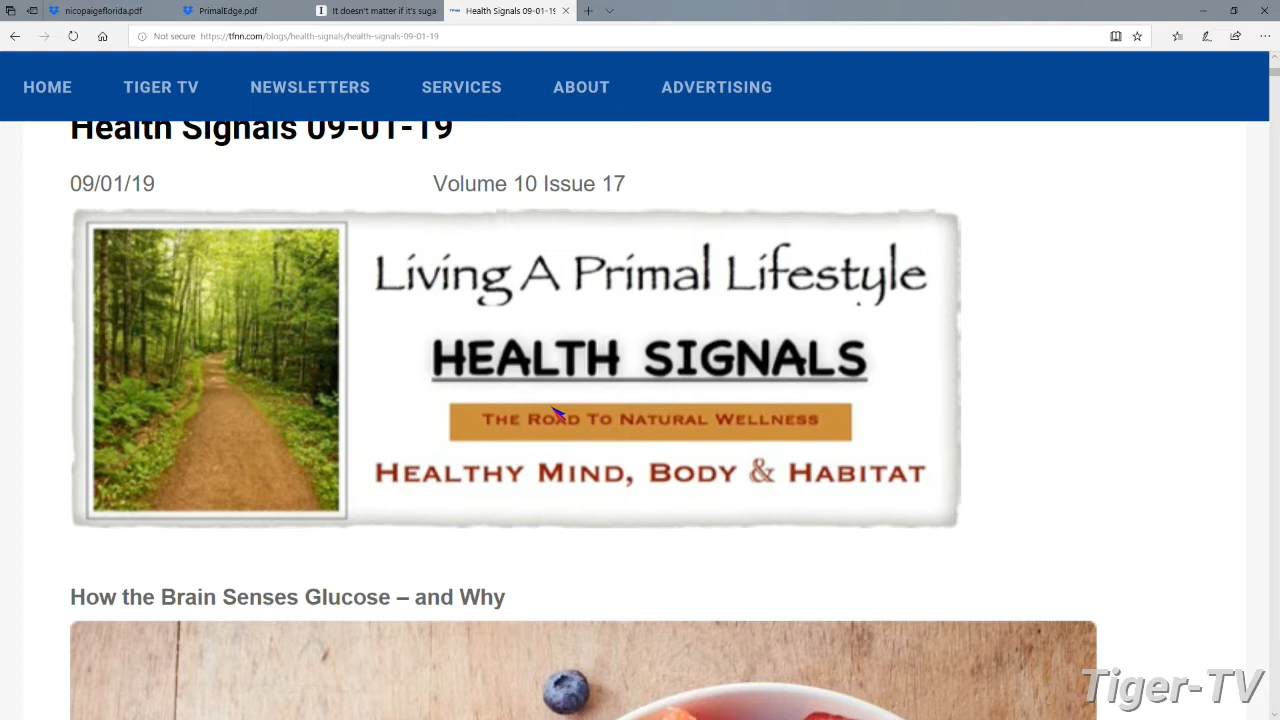 nicopaigeflorida.pdf
PrimalEdge.pdf
It doesn't matter if it's suga
TFNN
Health Signals 09-01-19
Not secure
https://tfnn.com/blogs/health-signals/health-signals-09-01-19
HOME TIGER TV NEWSLETTERS SERVICES ABOUT ADVERTISING
Health Signals 09-01-19
09/01/19 Volume 10 Issue 17
Living A Primal Lifestyle
HEALTH SIGNALS
The Road To Natural Wellness
Healthy Mind, Body & Habitat
How the Brain Senses Glucose – and Why
Tiger-TV